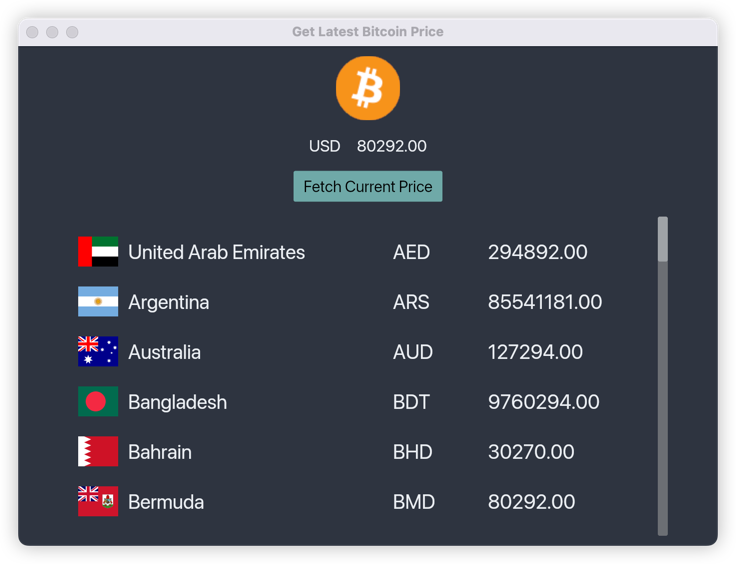 Get Latest Bitcoin Price
USD 80292.00
Fetch Current Price
United Arab Emirates AED 294892.00
Argentina ARS 85541181.00
Australia AUD 127294.00
Bangladesh BDT 9760294.00
Bahrain BHD 30270.00
Bermuda BMD 80292.00